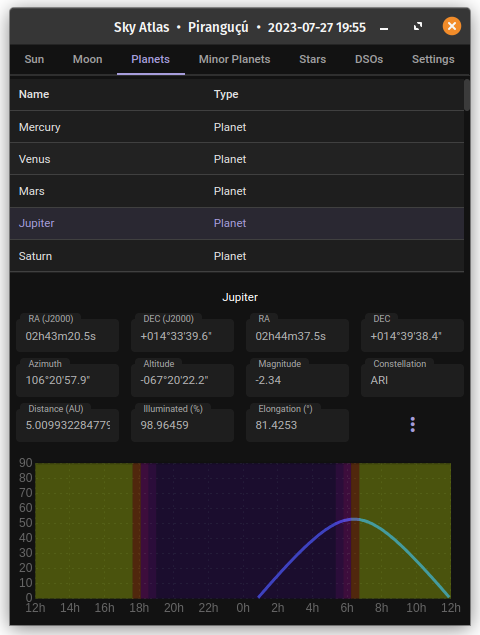 Sky Atlas • Piranguçú • 2023-07-27 19:55
Sun Moon Planets Minor Planets Stars DSOs Settings
Name Type
Mercury Planet
Venus Planet
Mars Planet
Jupiter Planet
Saturn Planet
Jupiter
RA (J2000) DEC (J2000) RA DEC
02h43m20.5s +014°33'39.6" 02h44m37.5s +014°39'38.4"
Azimuth Altitude Magnitude Constellation
106°20'57.9" -067°20'22.2" -2.34 ARI
Distance (AU) Illuminated (%) Elongation (°)
5.009932284779 98.96459 81.4253
90
80
70
60
50
40
30
20
10
0
12h 14h 16h 18h 20h 22h 0h 2h 4h 6h 8h 10h 12h